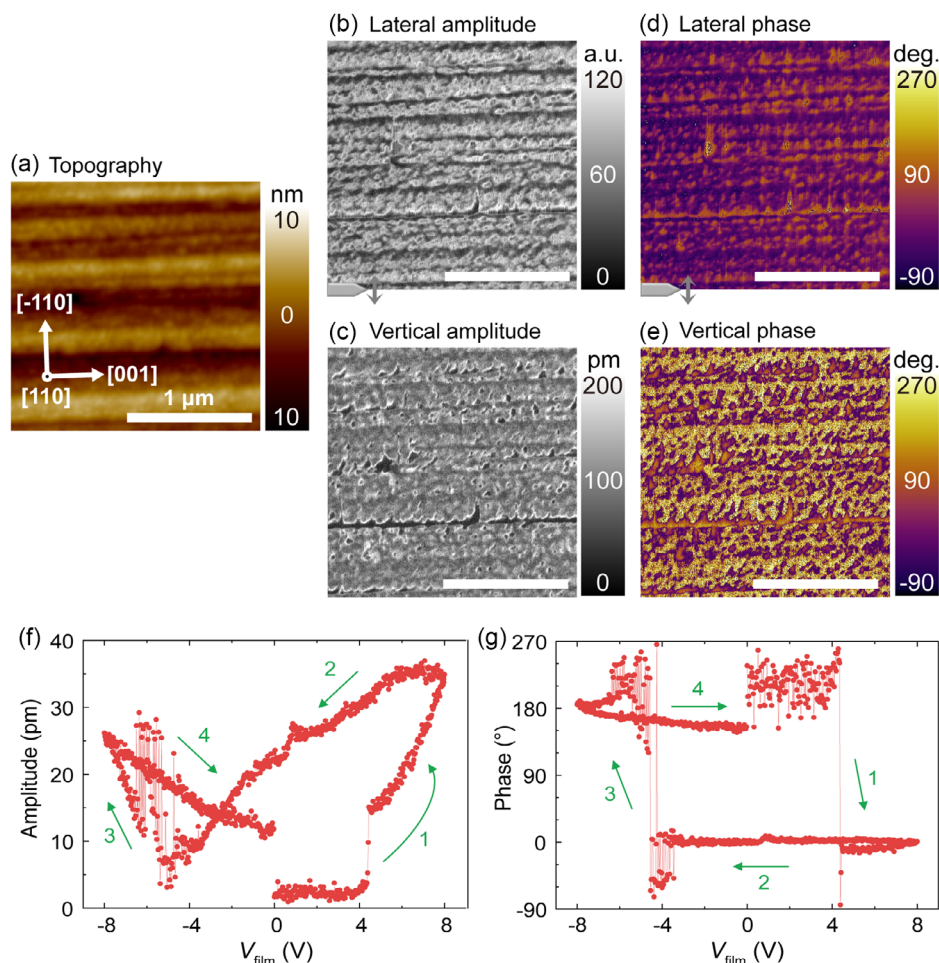 (a) Topography
nm
10
0
10
[-110]
[001]
[110]
1 μm
(b) Lateral amplitude
a.u.
120
60
0
(d) Lateral phase
deg.
270
90
-90
(c) Vertical amplitude
pm
200
100
0
(e) Vertical phase
deg.
270
90
-90
(f)
40
30
20
10
0
Amplitude (pm)
-8 -4 0 4 8
V_film (V)
1
2
3
4
(g)
270
180
90
0
-90
Phase (°)
-8 -4 0 4 8
V_film (V)
1
2
3
4